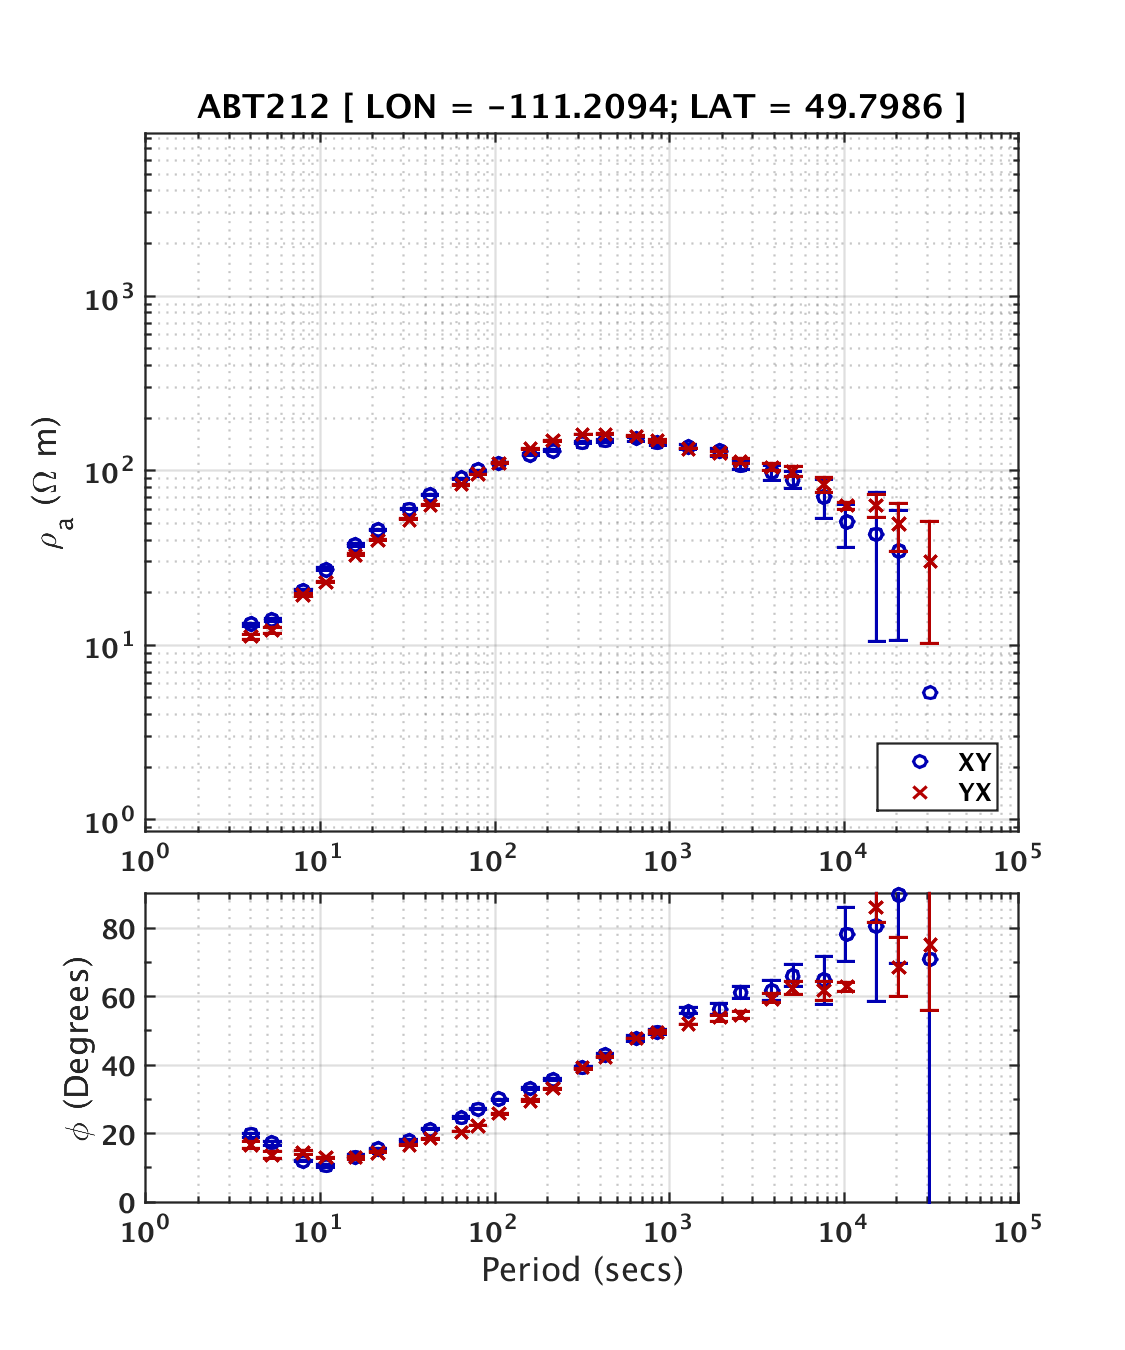 ABT212 [ LON = -111.2094; LAT = 49.7986 ]
ρa (Ω m)
10^3
10^2
10^1
10^0
XY
YX
10^0 10^1 10^2 10^3 10^4 10^5
ϕ (Degrees)
80
60
40
20
0
10^0 10^1 10^2 10^3 10^4 10^5
Period (secs)